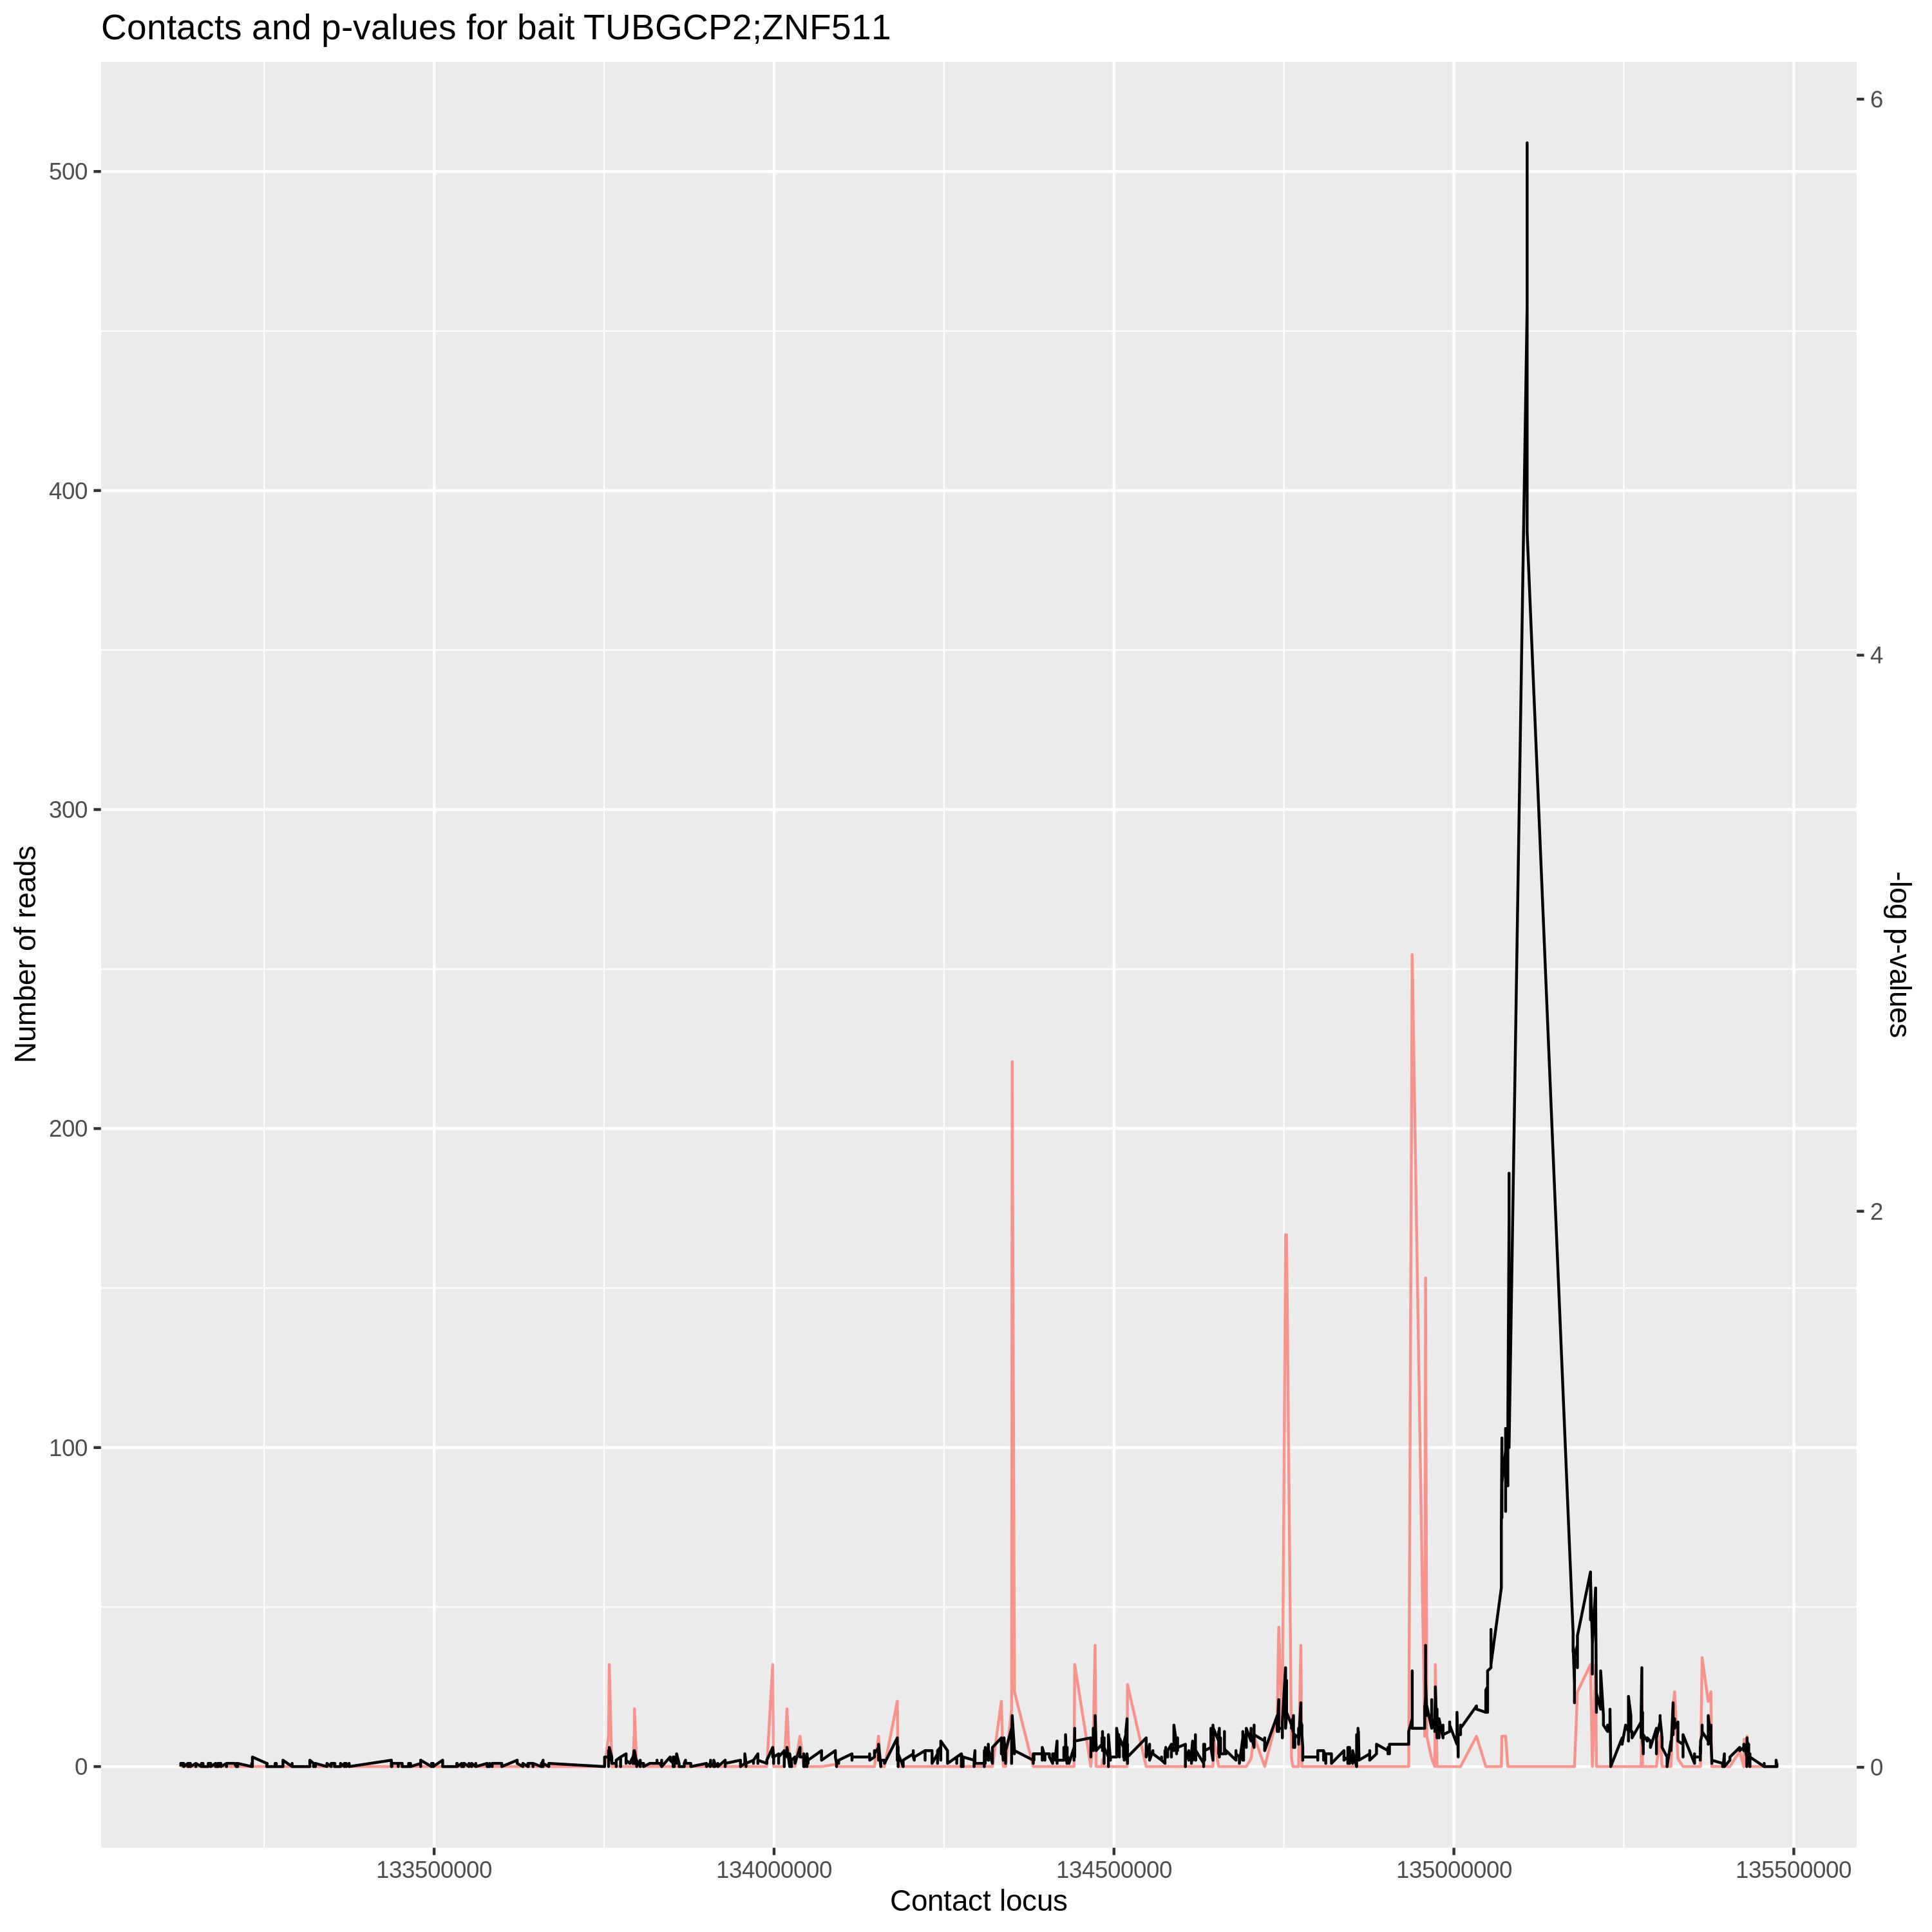 Contacts and p-values for bait TUBGCP2;ZNF511
Number of reads
500
400
300
200
100
0
6
4
2
0
-log p-values
133500000 134000000 134500000 135000000 135500000
Contact locus